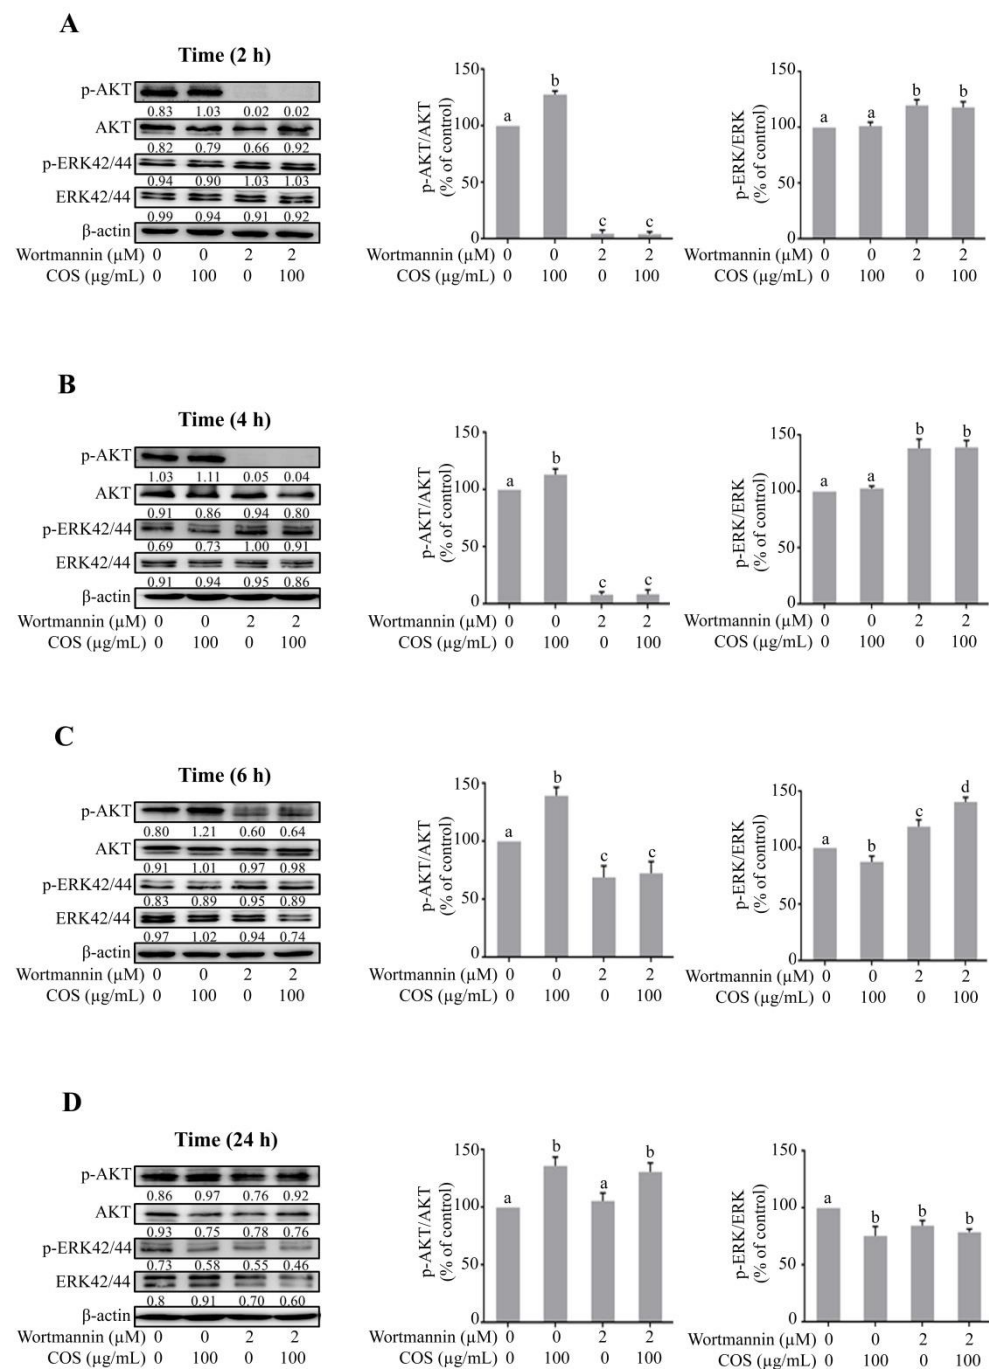 A
Time (2 h)
p-AKT
0.83 1.03 0.02 0.02
AKT
0.82 0.79 0.66 0.92
p-ERK42/44
0.94 0.90 1.03 1.03
ERK42/44
0.99 0.94 0.91 0.92
β-actin
Wortmannin (µM) 0 0 2 2
COS (µg/mL) 0 100 2 100
p-AKT/AKT
(% of control)
150
100
50
0
a b c c
Wortmannin (µM) 0 0 2 2
COS (µg/mL) 0 100 0 100
p-ERK/ERK
(% of control)
150
100
50
0
a a b b
Wortmannin (µM) 0 0 2 2
COS (µg/mL) 0 100 0 100
B
Time (4 h)
p-AKT
1.03 1.11 0.05 0.04
AKT
0.91 0.86 0.94 0.80
p-ERK42/44
0.69 0.73 1.00 0.91
ERK42/44
0.91 0.94 0.95 0.86
β-actin
Wortmannin (µM) 0 0 2 2
COS (µg/mL) 0 100 2 100
p-AKT/AKT
(% of control)
150
100
50
0
a b c c
Wortmannin (µM) 0 0 2 2
COS (µg/mL) 0 100 0 100
p-ERK/ERK
(% of control)
150
100
50
0
a a b b
Wortmannin (µM) 0 0 2 2
COS (µg/mL) 0 100 0 100
C
Time (6 h)
p-AKT
0.80 1.21 0.60 0.64
AKT
0.91 1.01 0.97 0.98
p-ERK42/44
0.83 0.89 0.95 0.89
ERK42/44
0.97 1.02 0.94 0.74
β-actin
Wortmannin (µM) 0 0 2 2
COS (µg/mL) 0 100 0 100
p-AKT/AKT
(% of control)
150
100
50
0
a b c c
Wortmannin (µM) 0 0 2 2
COS (µg/mL) 0 100 0 100
p-ERK/ERK
(% of control)
150
100
50
0
a b c d
Wortmannin (µM) 0 0 2 2
COS (µg/mL) 0 100 0 100
D
Time (24 h)
p-AKT
0.86 0.97 0.76 0.92
AKT
0.93 0.75 0.78 0.76
p-ERK42/44
0.73 0.58 0.55 0.46
ERK42/44
0.8 0.91 0.70 0.60
β-actin
Wortmannin (µM) 0 0 2 2
COS (µg/mL) 0 100 0 100
p-AKT/AKT
(% of control)
150
100
50
0
a b a b
Wortmannin (µM) 0 0 2 2
COS (µg/mL) 0 100 0 100
p-ERK/ERK
(% of control)
150
100
50
0
a b b b
Wortmannin (µM) 0 0 2 2
COS (µg/mL) 0 100 0 100